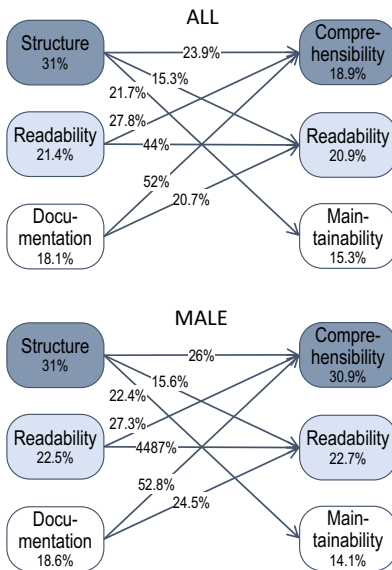 ALL
Structure
31%
23.9%
Compre-
hensibility
18.9%
15.3%
21.7%
27.8%
Readability
21.4%
44%
Readability
20.9%
52%
20.7%
Docu-
mentation
18.1%
Main-
tainability
15.3%
MALE
Structure
31%
26%
Compre-
hensibility
30.9%
15.6%
22.4%
27.3%
Readability
22.5%
4487%
Readability
22.7%
52.8%
24.5%
Docu-
mentation
18.6%
Main-
tainability
14.1%